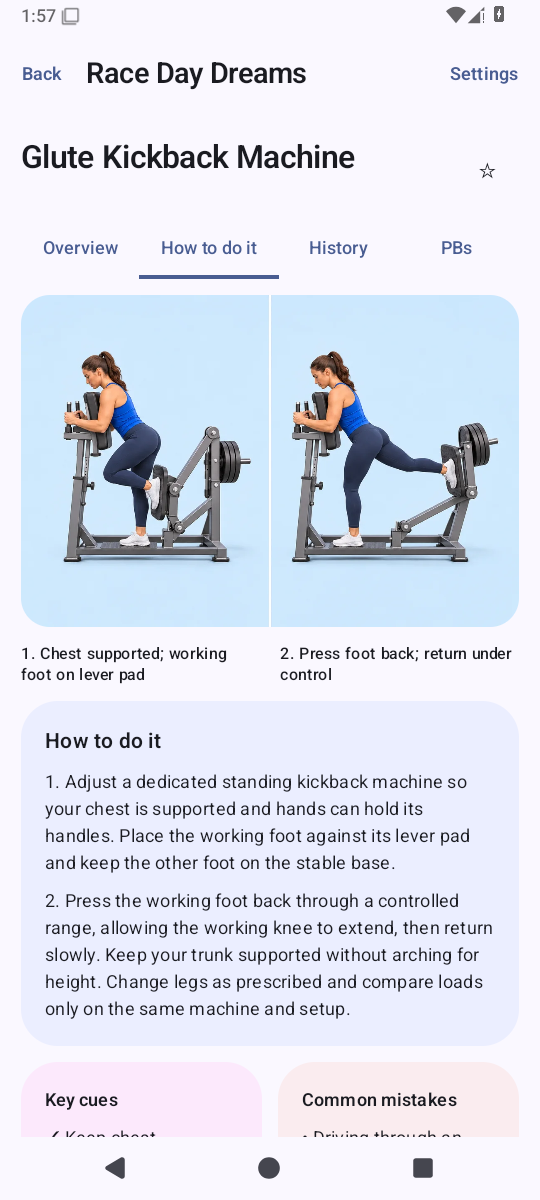 1:57
Back Race Day Dreams Settings
Glute Kickback Machine
Overview How to do it History PBs
1. Chest supported; working
foot on lever pad
2. Press foot back; return under
control
How to do it
1. Adjust a dedicated standing kickback machine so
your chest is supported and hands can hold its
handles. Place the working foot against its lever pad
and keep the other foot on the stable base.
2. Press the working foot back through a controlled
range, allowing the working knee to extend, then return
slowly. Keep your trunk supported without arching for
height. Change legs as prescribed and compare loads
only on the same machine and setup.
Key cues
✓ Keep chest
Common mistakes
• Driving through an